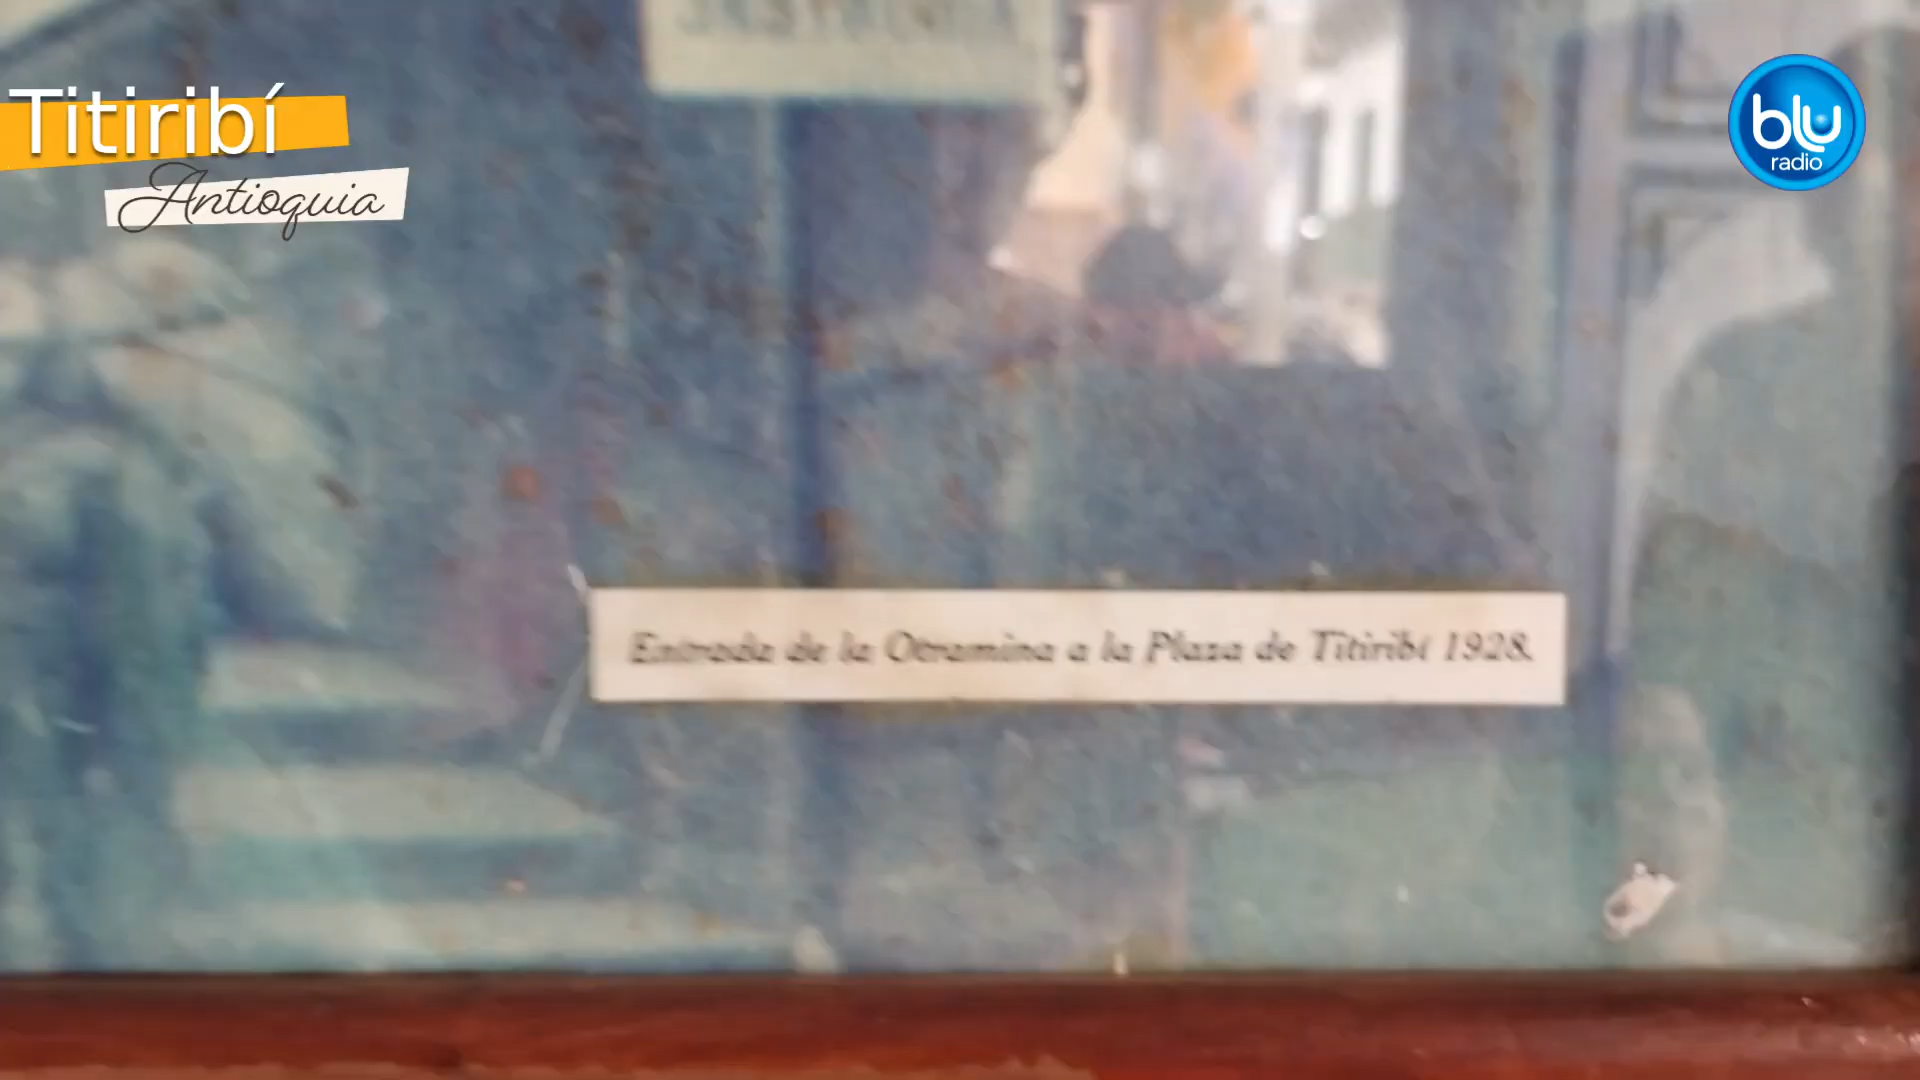 Titiribí
Antioquia
blu
radio
Entrada de la Otramina a la Plaza de Titiribí 1928.